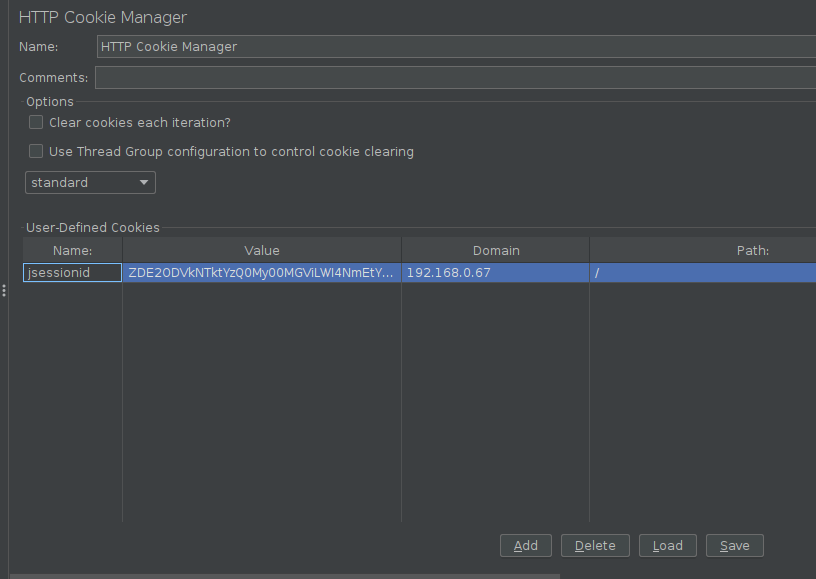 HTTP Cookie Manager
Name: HTTP Cookie Manager
Comments:
Options
Clear cookies each iteration?
Use Thread Group configuration to control cookie clearing
standard
User-Defined Cookies
Name: Value Domain Path:
jsessionid ZDE2ODVkNTktYzQ0My00MGViLWI4NmEtY... 192.168.0.67 /
Add Delete Load Save